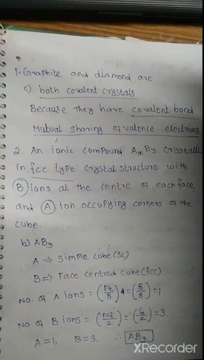 1. Graphite and diamond are
c) both covalent crystals
Because they have covalent bond
Mutual sharing of valence electrons
2. An ionic compound AxBy crystalli
in fcc type crystal structure with
B ions at the centre of each face
and A ion occupying corners of the
cube
b) AB3
A ⇒ Simple cube (sc)
B ⇒ Face centred cube (fcc)
No. of A ions = (Nc/8) = (8/8) = 1
No of B ions = (Nf/2) = (6/2) = 3
A = 1, B = 3. ∴ AB3